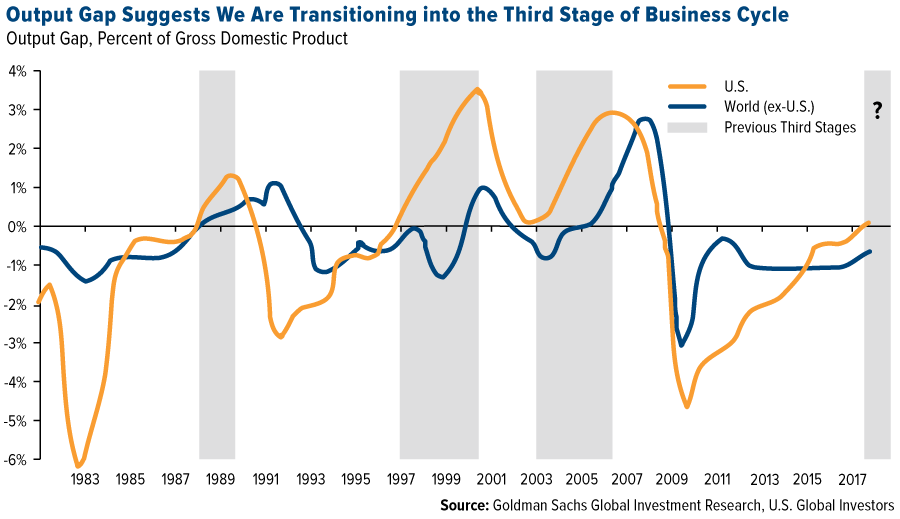 Output Gap Suggests We Are Transitioning into the Third Stage of Business Cycle
Output Gap, Percent of Gross Domestic Product
4%
3%
2%
1%
0%
-1%
-2%
-3%
-4%
-5%
-6%
U.S.
World (ex-U.S.)
Previous Third Stages
?
1983 1985 1987 1989 1991 1993 1995 1997 1999 2001 2003 2005 2007 2009 2011 2013 2015 2017
Source: Goldman Sachs Global Investment Research, U.S. Global Investors